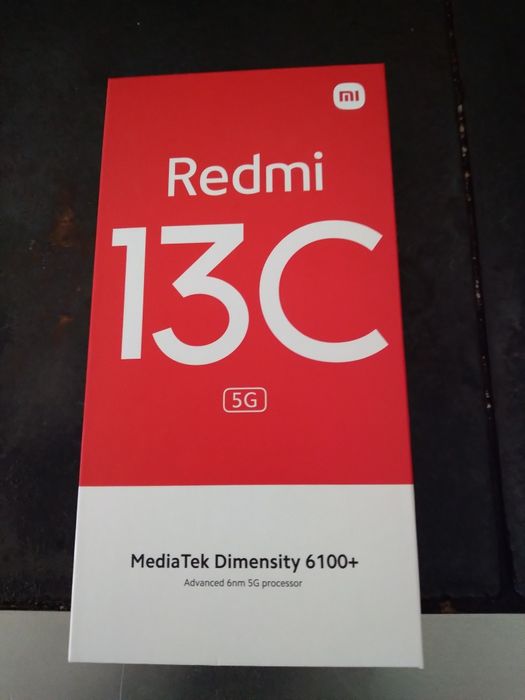 mi
Redmi
13C
5G
MediaTek Dimensity 6100+
Advanced 6nm 5G processor